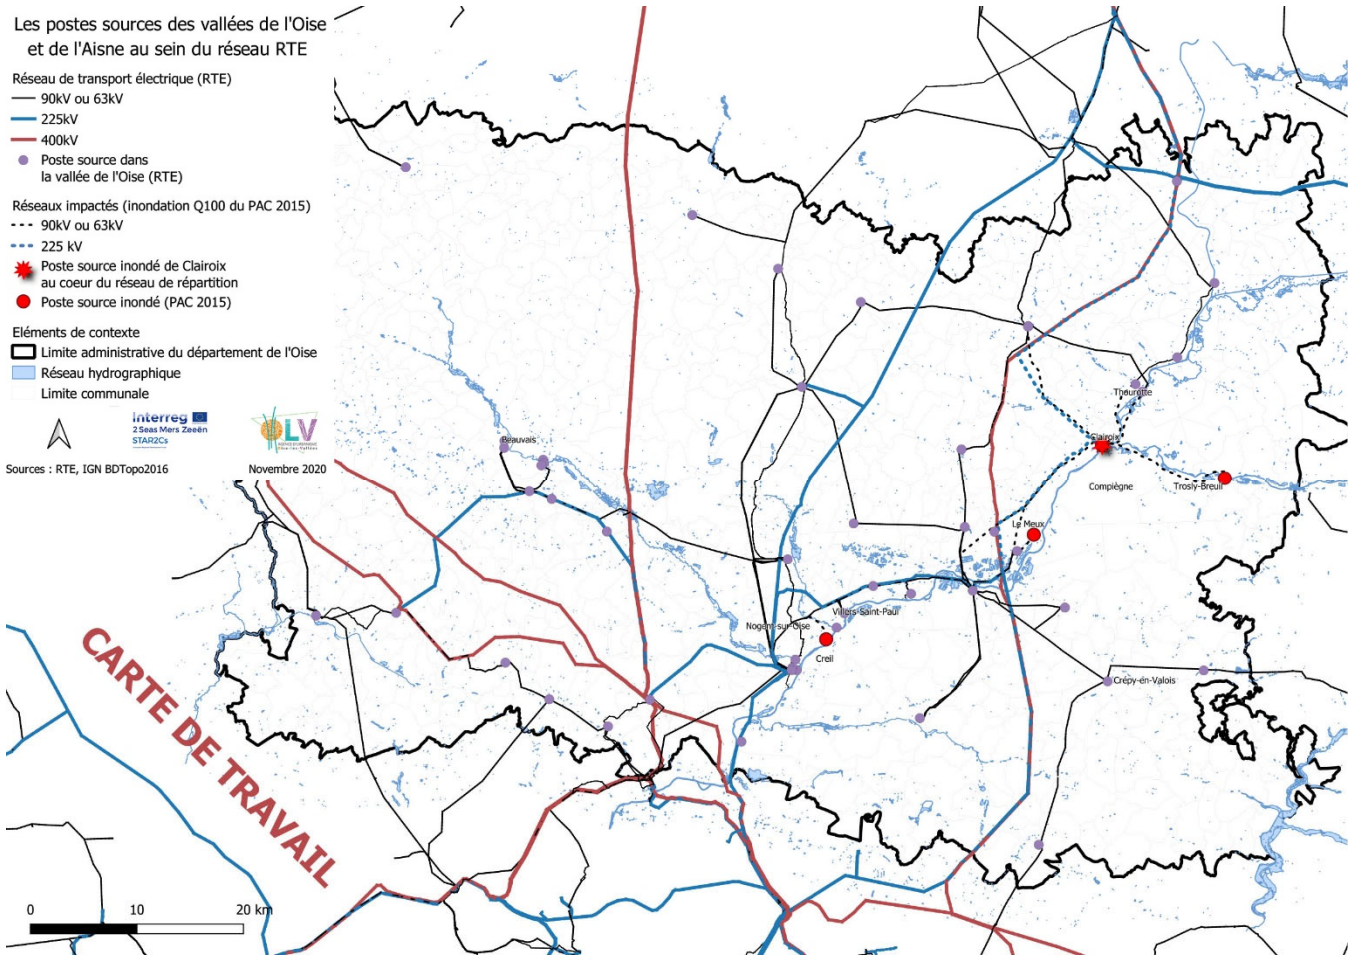 Les postes sources des vallées de l'Oise
et de l'Aisne au sein du réseau RTE
Réseau de transport électrique (RTE)
90kV ou 63kV
225kV
400kV
Poste source dans
la vallée de l'Oise (RTE)
Réseaux impactés (inondation Q100 du PAC 2015)
90kV ou 63kV
225 kV
Poste source inondé de Clairoix
au coeur du réseau de répartition
Poste source inondé (PAC 2015)
Eléments de contexte
Limite administrative du département de l'Oise
Réseau hydrographique
Limite communale
Interreg
2 Seas Mers Zeeën
STAR2Cs
OLV
Sources : RTE, IGN BDTopo2016
Novembre 2020
Thourotte
Beauvais
Clairoix
Compiègne
Trosly-Breuil
Le Meux
Villers-Saint-Paul
Nogent-sur-Oise
Creil
Crépy-en-Valois
CARTE DE TRAVAIL
0 10 20 km